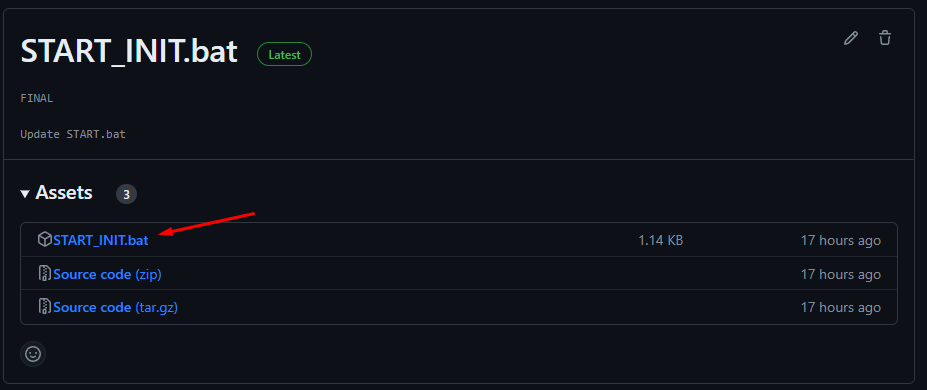 START_INIT.bat Latest
FINAL
Update START.bat
Assets 3
START_INIT.bat 1.14 KB 17 hours ago
Source code (zip) 17 hours ago
Source code (tar.gz) 17 hours ago